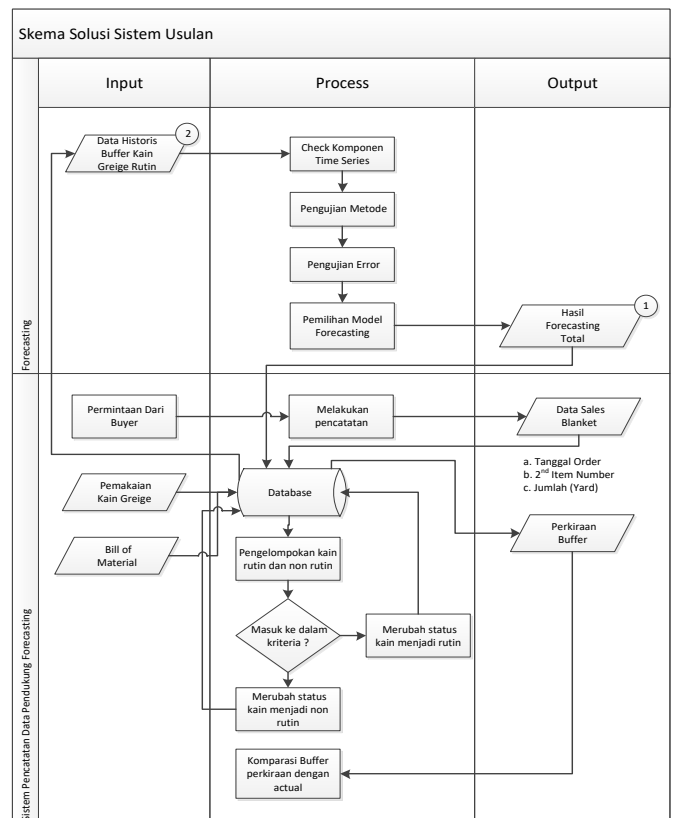 Skema Solusi Sistem Usulan
Input
Process
Output
Forecasting
Data Historis
Buffer Kain
Greige Rutin
2
Check Komponen
Time Series
Pengujian Metode
Pengujian Error
Pemilihan Model
Forecasting
Hasil
Forecasting
Total
1
Sistem Pencatatan Data Pendukung Forecasting
Permintaan Dari
Buyer
Melakukan
pencatatan
Data Sales
Blanket
a. Tanggal Order
b. 2nd Item Number
c. Jumlah (Yard)
Pemakaian
Kain Greige
Database
Perkiraan
Buffer
Bill of
Material
Pengelompokan kain
rutin dan non rutin
Masuk ke dalam
kriteria ?
Merubah status
kain menjadi rutin
Merubah status
kain menjadi non
rutin
Komparasi Buffer
perkiraan dengan
actual